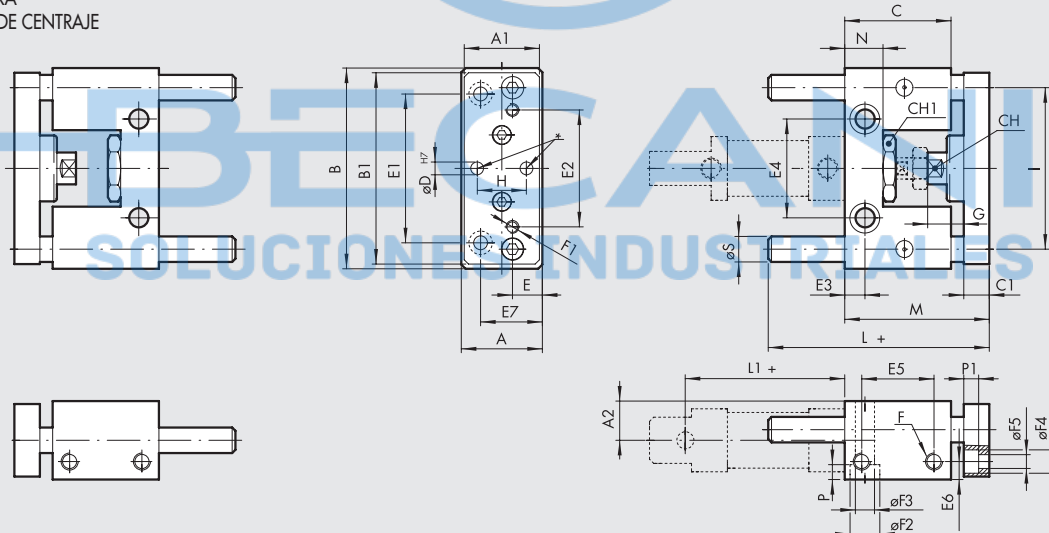 RA
DE CENTRAJE
BECANI
SOLUCIONES INDUSTRIALES
A1
B
B1
E1
øD H7
H
*
E2
F1
E
E7
A
C
N
CH1
CH
E4
I
G
øS
E3
C1
M
L +
L1 +
E5
P1
A2
F
øF5
øF4
P
øF3
E6
øF2